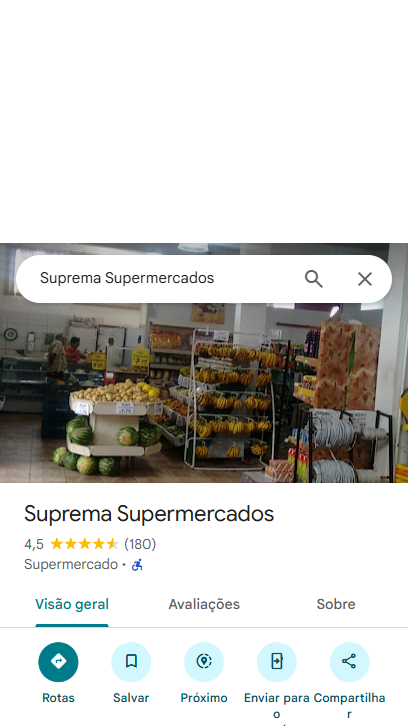 Suprema Supermercados
Suprema Supermercados
4,5 (180)
Supermercado ·
Visão geral Avaliações Sobre
Rotas Salvar Próximo Enviar para o Compartilhar